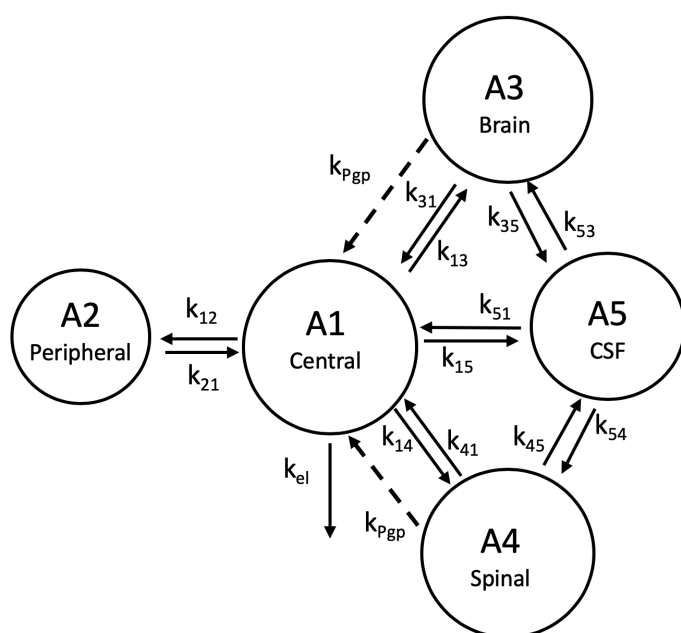 A3
Brain
kPgp
k31
k13
k35
k53
A2
Peripheral
k12
k21
A1
Central
k51
k15
A5
CSF
kel
k14
k41
kPgp
k45
k54
A4
Spinal